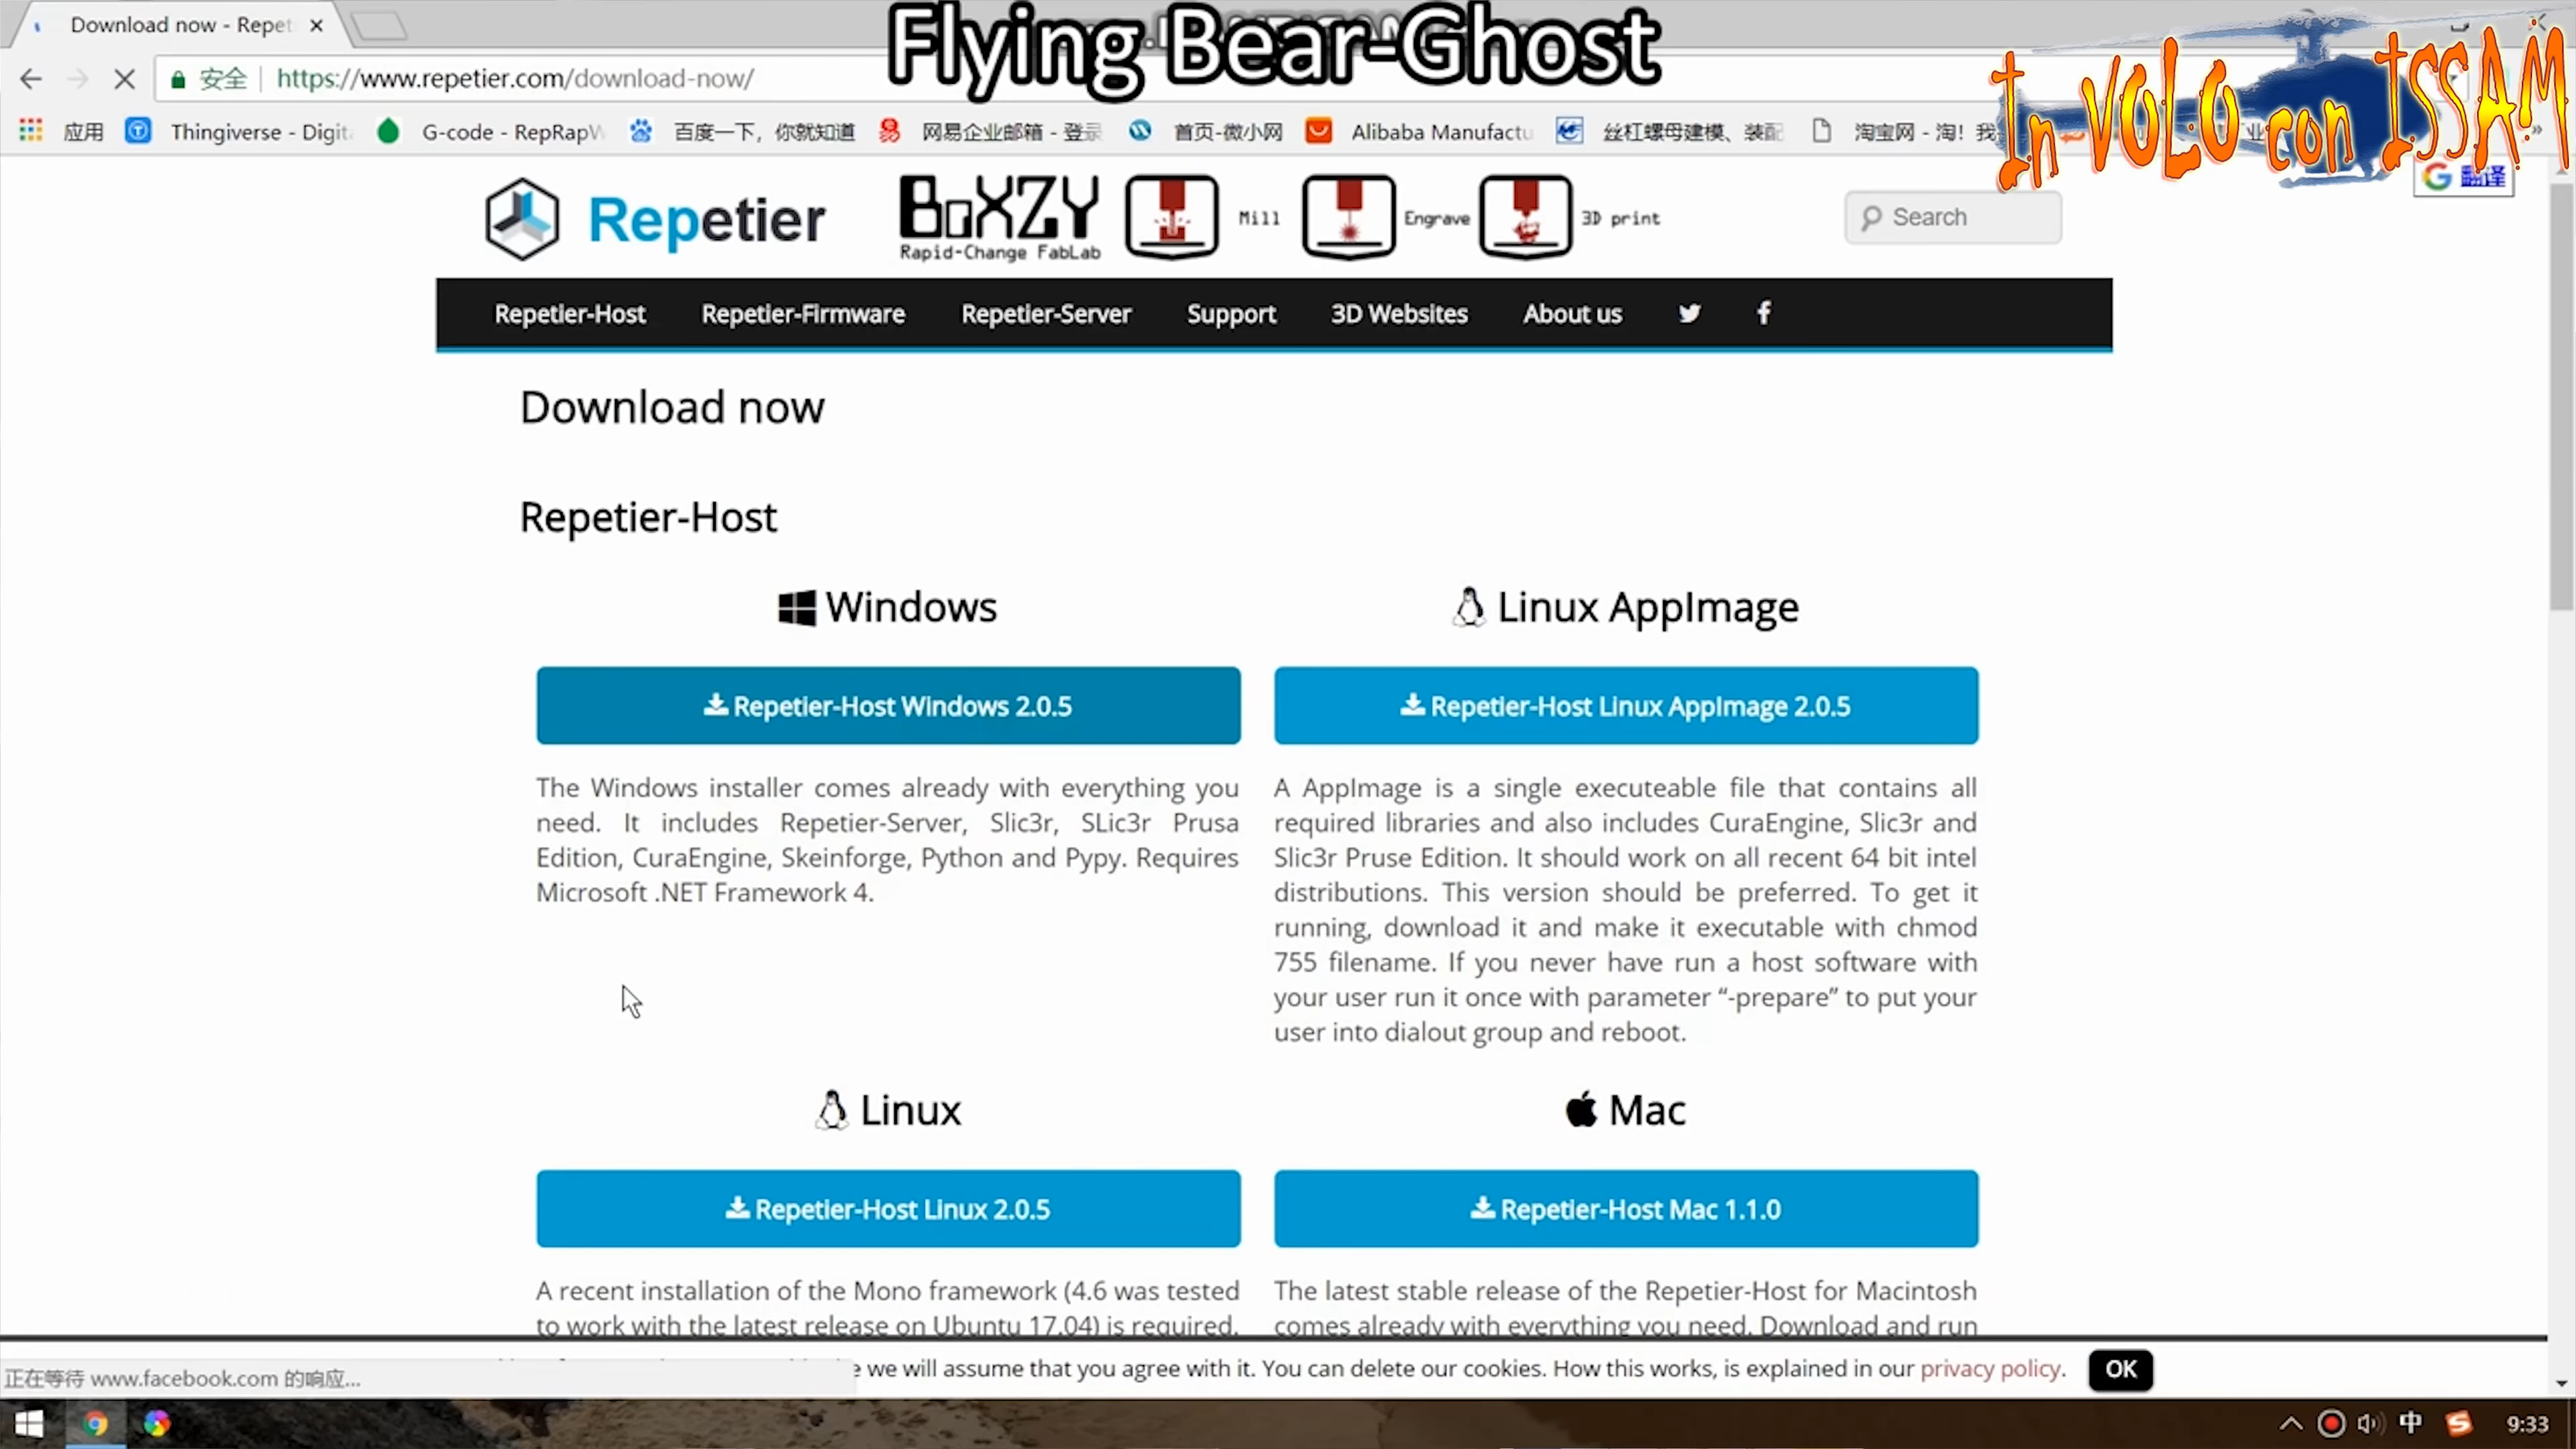 Flying Bear-Ghost
In VOLO con ISSAM
Download now - Repet
安全 https://www.repetier.com/download-now/
应用 Thingiverse - Digit G-code - RepRapW 百度一下，你就知道 网易企业邮箱 - 登录 首页-微小网 Alibaba Manufactu 丝杠螺母建模、装配 淘宝网 - 淘！我
翻译
Repetier
BoXZY
Rapid-Change FabLab
Mill Engrave 3D print
Search
Repetier-Host Repetier-Firmware Repetier-Server Support 3D Websites About us
Download now
Repetier-Host
Windows
Repetier-Host Windows 2.0.5
The Windows installer comes already with everything you
need. It includes Repetier-Server, Slic3r, SLic3r Prusa
Edition, CuraEngine, Skeinforge, Python and Pypy. Requires
Microsoft .NET Framework 4.
Linux AppImage
Repetier-Host Linux AppImage 2.0.5
A AppImage is a single executeable file that contains all
required libraries and also includes CuraEngine, Slic3r and
Slic3r Pruse Edition. It should work on all recent 64 bit intel
distributions. This version should be preferred. To get it
running, download it and make it executable with chmod
755 filename. If you never have run a host software with
your user run it once with parameter “-prepare” to put your
user into dialout group and reboot.
Linux
Repetier-Host Linux 2.0.5
A recent installation of the Mono framework (4.6 was tested
to work with the latest release on Ubuntu 17.04) is required.
Mac
Repetier-Host Mac 1.1.0
The latest stable release of the Repetier-Host for Macintosh
comes already with everything you need. Download and run
we will assume that you agree with it. You can delete our cookies. How this works, is explained in our privacy policy. OK
正在等待 www.facebook.com 的响应...
中 9:33